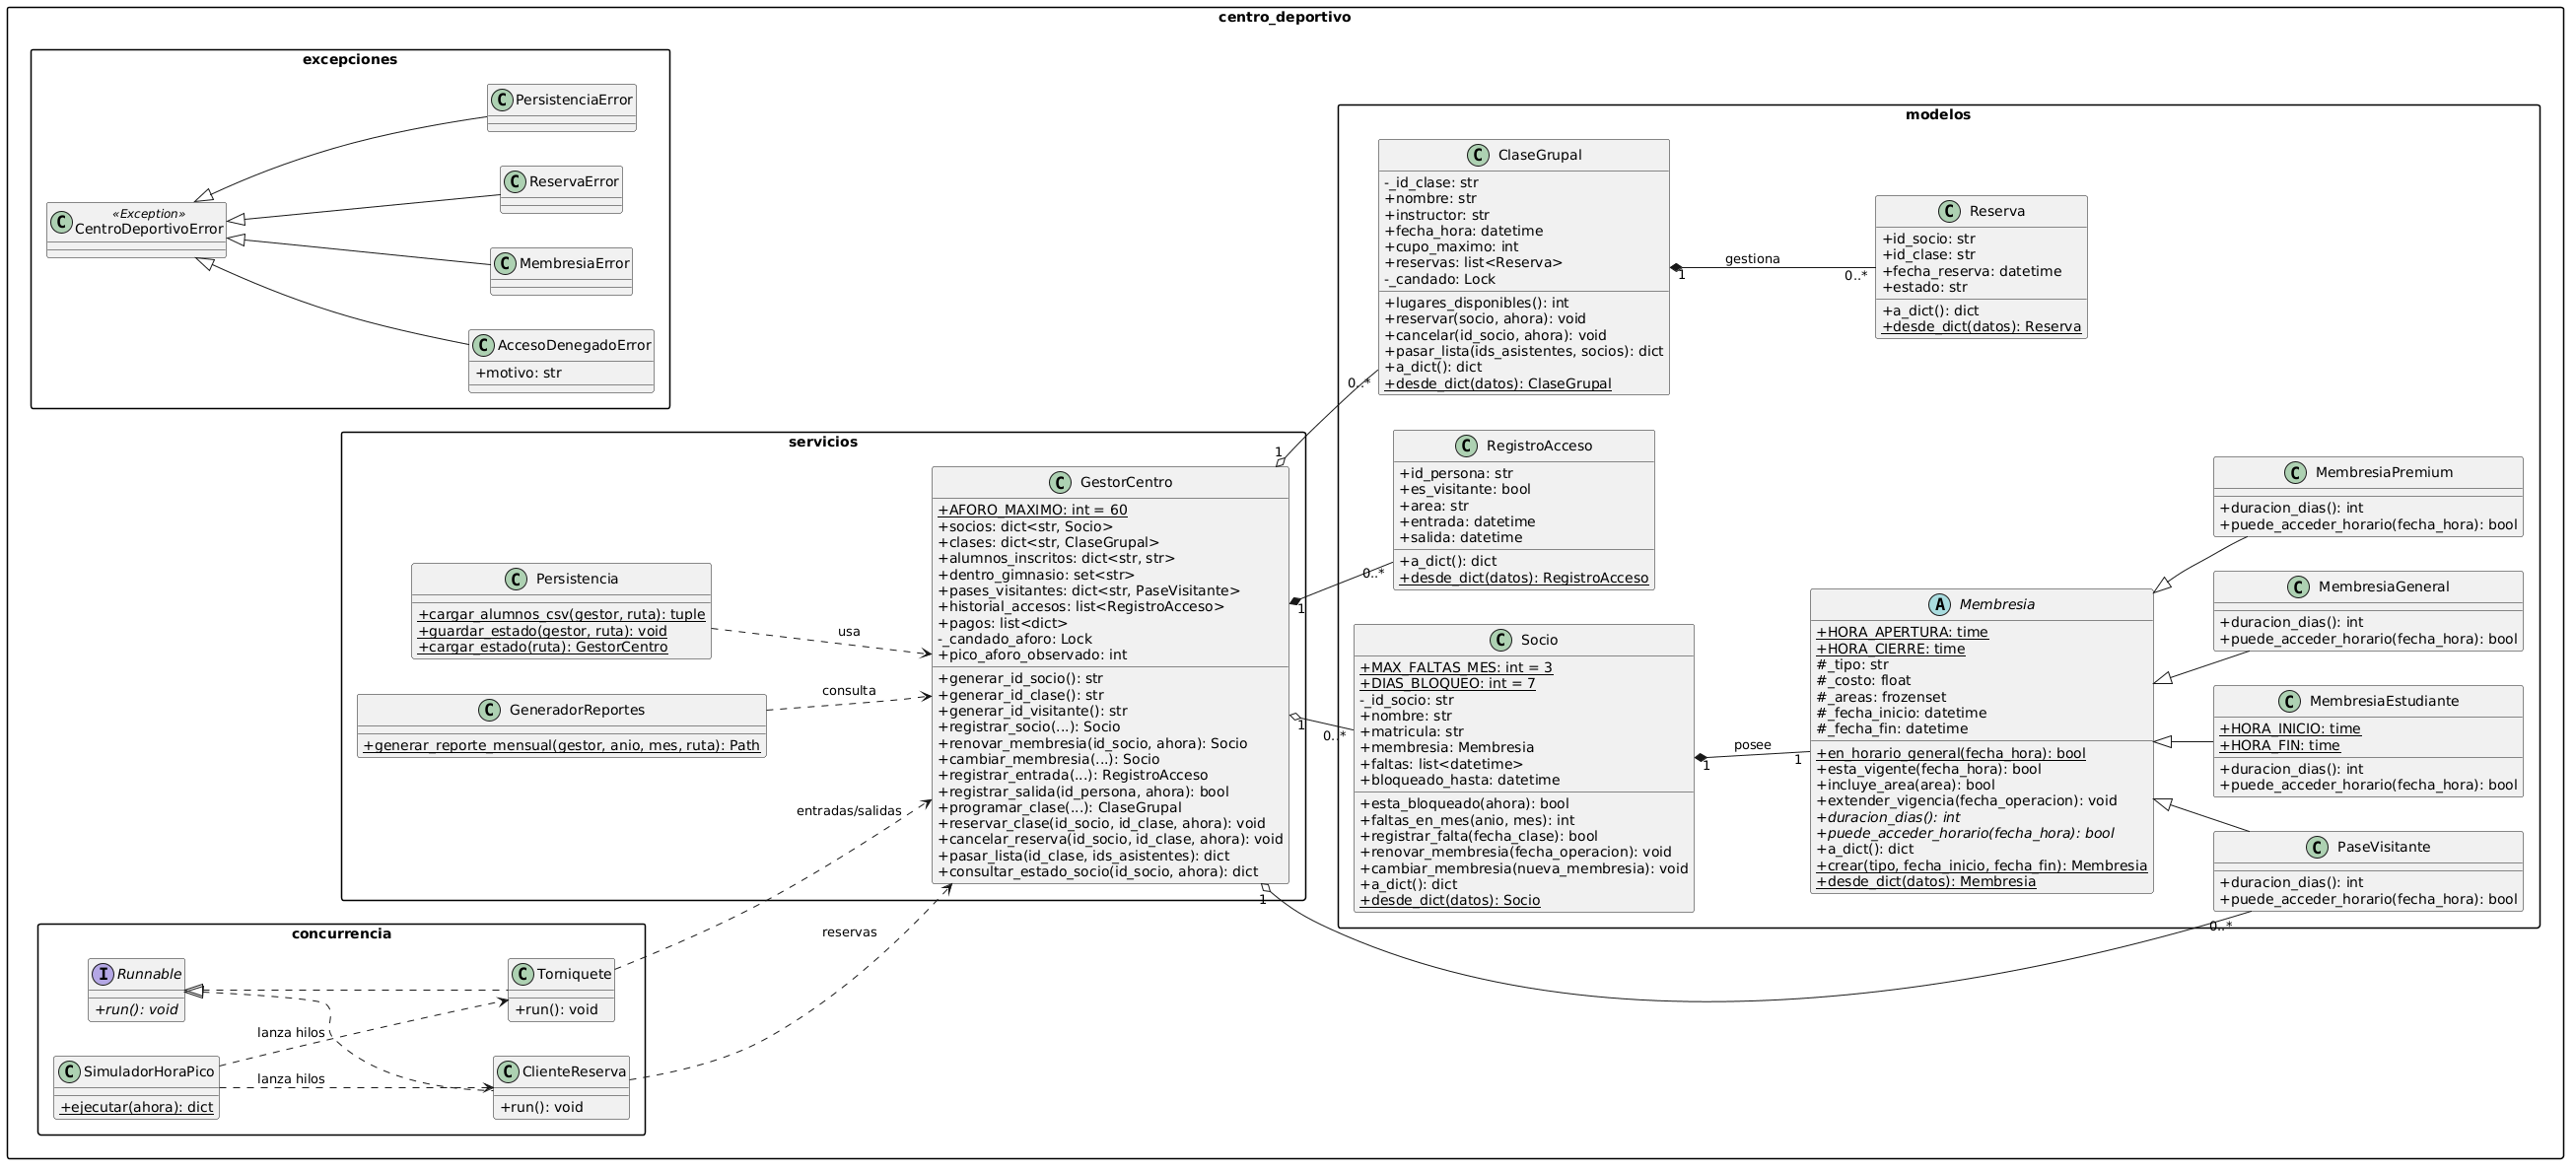 centro_deportivo
excepciones
PersistenciaError
ReservaError
«Exception»
CentroDeportivoError
MembresiaError
AccesoDenegadoError
+motivo: str
servicios
Persistencia
+cargar_alumnos_csv(gestor, ruta): tuple
+guardar_estado(gestor, ruta): void
+cargar_estado(ruta): GestorCentro
GeneradorReportes
+generar_reporte_mensual(gestor, anio, mes, ruta): Path
usa
consulta
entradas/salidas
reservas
GestorCentro
+AFORO_MAXIMO: int = 60
+socios: dict<str, Socio>
+clases: dict<str, ClaseGrupal>
+alumnos_inscritos: dict<str, str>
+dentro_gimnasio: set<str>
+pases_visitantes: dict<str, PaseVisitante>
+historial_accesos: list<RegistroAcceso>
+pagos: list<dict>
-_candado_aforo: Lock
+pico_aforo_observado: int
+generar_id_socio(): str
+generar_id_clase(): str
+generar_id_visitante(): str
+registrar_socio(...): Socio
+renovar_membresia(id_socio, ahora): Socio
+cambiar_membresia(...): Socio
+registrar_entrada(...): RegistroAcceso
+registrar_salida(id_persona, ahora): bool
+programar_clase(...): ClaseGrupal
+reservar_clase(id_socio, id_clase, ahora): void
+cancelar_reserva(id_socio, id_clase, ahora): void
+pasar_lista(id_clase, ids_asistentes): dict
+consultar_estado_socio(id_socio, ahora): dict
1
0..*
1
0..*
1
0..*
1
0..*
modelos
ClaseGrupal
-_id_clase: str
+nombre: str
+instructor: str
+fecha_hora: datetime
+cupo_maximo: int
+reservas: list<Reserva>
-_candado: Lock
+lugares_disponibles(): int
+reservar(socio, ahora): void
+cancelar(id_socio, ahora): void
+pasar_lista(ids_asistentes, socios): dict
+a_dict(): dict
+desde_dict(datos): ClaseGrupal
1
gestiona
0..*
Reserva
+id_socio: str
+id_clase: str
+fecha_reserva: datetime
+estado: str
+a_dict(): dict
+desde_dict(datos): Reserva
RegistroAcceso
+id_persona: str
+es_visitante: bool
+area: str
+entrada: datetime
+salida: datetime
+a_dict(): dict
+desde_dict(datos): RegistroAcceso
Socio
+MAX_FALTAS_MES: int = 3
+DIAS_BLOQUEO: int = 7
-_id_socio: str
+nombre: str
+matricula: str
+membresia: Membresia
+faltas: list<datetime>
+bloqueado_hasta: datetime
+esta_bloqueado(ahora): bool
+faltas_en_mes(anio, mes): int
+registrar_falta(fecha_clase): bool
+renovar_membresia(fecha_operacion): void
+cambiar_membresia(nueva_membresia): void
+a_dict(): dict
+desde_dict(datos): Socio
1
posee
1
Membresia
+HORA_APERTURA: time
+HORA_CIERRE: time
#_tipo: str
#_costo: float
#_areas: frozenset
#_fecha_inicio: datetime
#_fecha_fin: datetime
+en_horario_general(fecha_hora): bool
+esta_vigente(fecha_hora): bool
+incluye_area(area): bool
+extender_vigencia(fecha_operacion): void
+duracion_dias(): int
+puede_acceder_horario(fecha_hora): bool
+a_dict(): dict
+crear(tipo, fecha_inicio, fecha_fin): Membresia
+desde_dict(datos): Membresia
MembresiaPremium
+duracion_dias(): int
+puede_acceder_horario(fecha_hora): bool
MembresiaGeneral
+duracion_dias(): int
+puede_acceder_horario(fecha_hora): bool
MembresiaEstudiante
+HORA_INICIO: time
+HORA_FIN: time
+duracion_dias(): int
+puede_acceder_horario(fecha_hora): bool
PaseVisitante
+duracion_dias(): int
+puede_acceder_horario(fecha_hora): bool
concurrencia
Runnable
+run(): void
Torniquete
+run(): void
lanza hilos
SimuladorHoraPico
+ejecutar(ahora): dict
lanza hilos
ClienteReserva
+run(): void